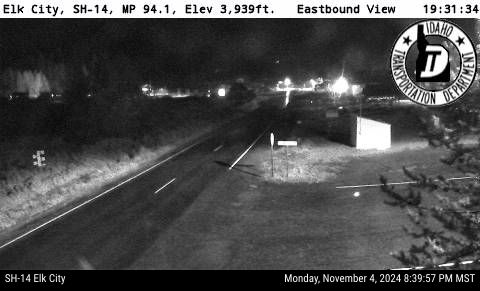 Elk City, SH-14, MP 94.1, Elev 3,939ft. Eastbound View 19:31:34
IDAHO
TRANSPORTATION DEPARTMENT
SH-14 Elk City Monday, November 4, 2024 8:39:57 PM MST